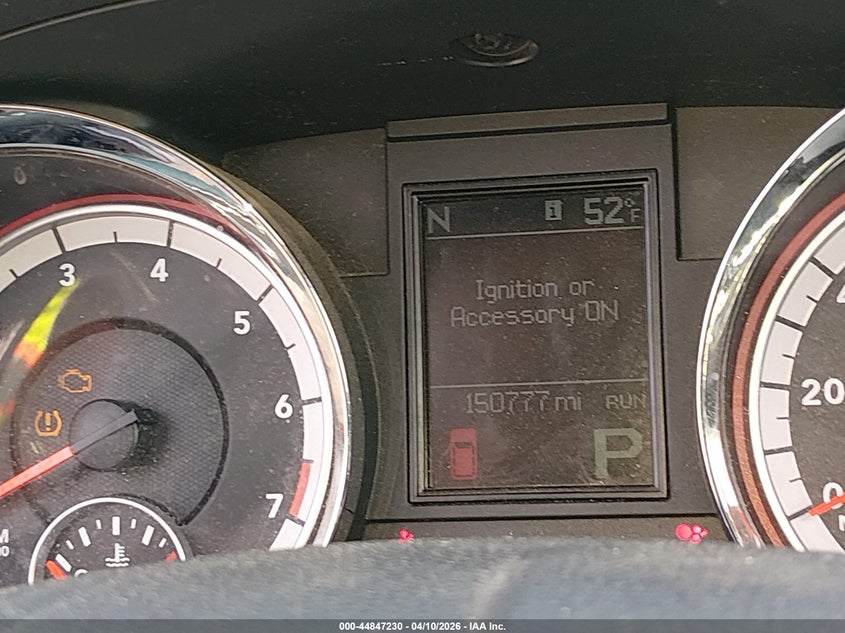 N 52°F
Ignition or
Accessory ON
150777 mi RUN
P
3
4
5
6
7
20
0
000-44847230 - 04/10/2026 - IAA Inc.